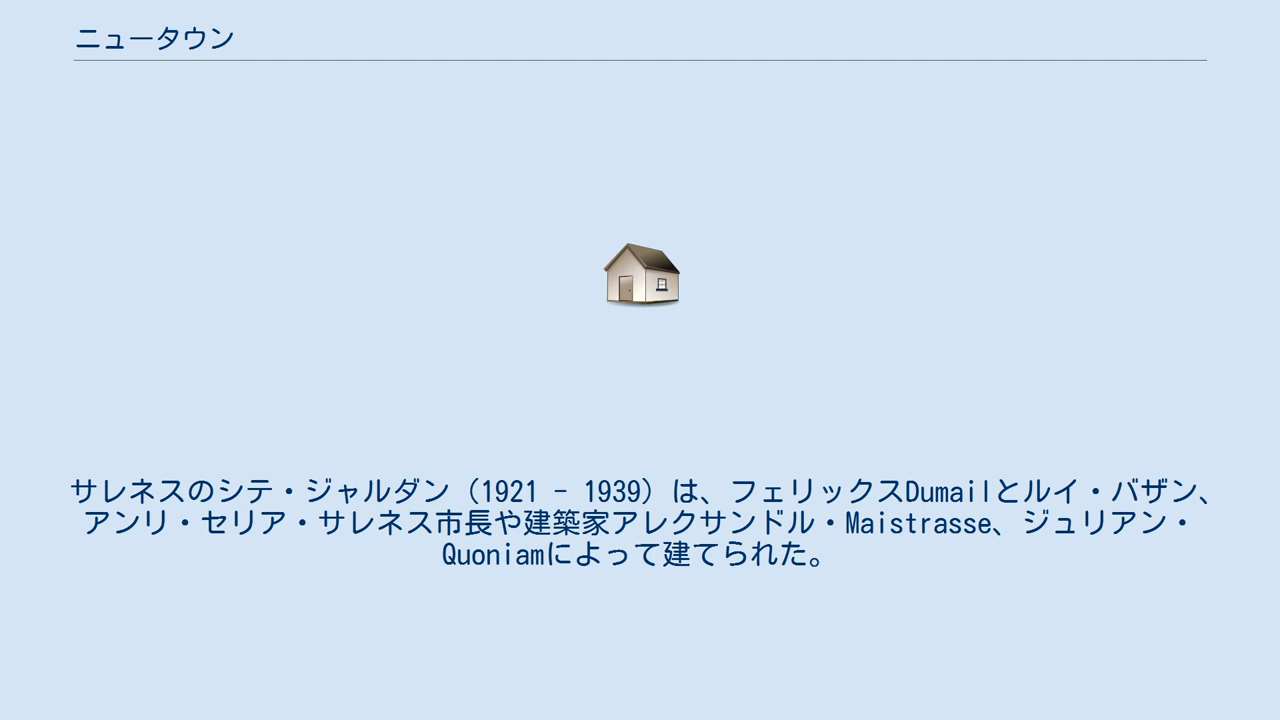 ニュータウン
サレネスのシテ・ジャルダン（1921 - 1939）は、フェリックスDumailとルイ・バザン、
アンリ・セリア・サレネス市長や建築家アレクサンドル・Maistrasse、ジュリアン・
Quoniamによって建てられた。